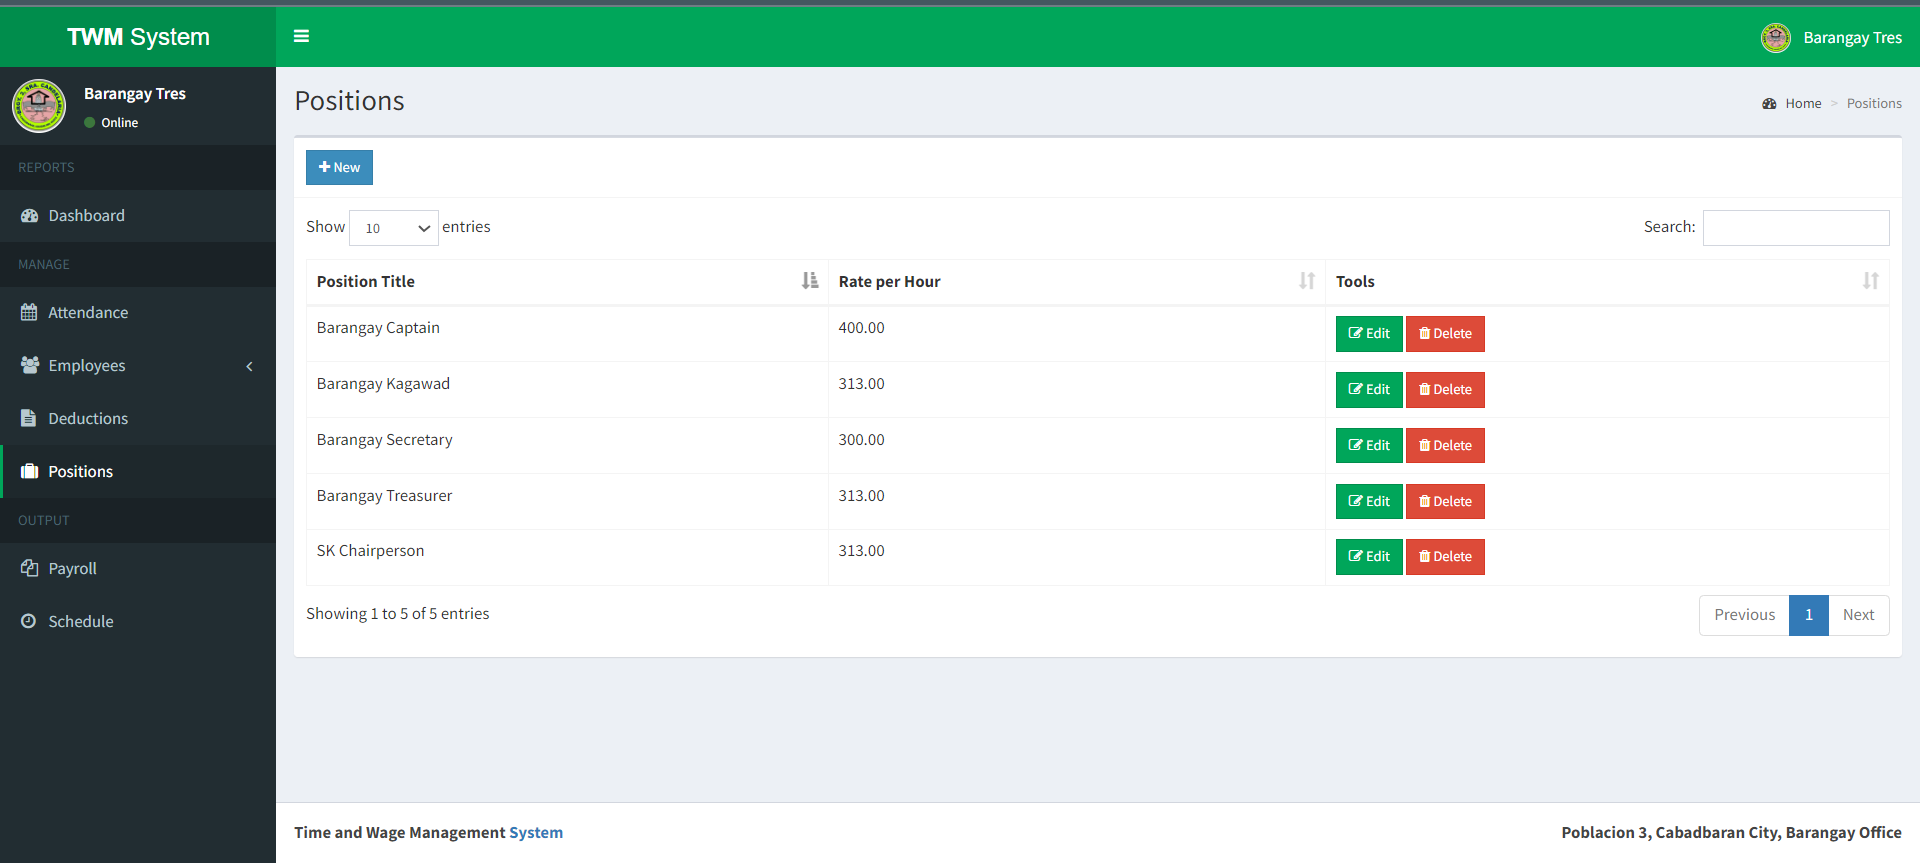 TWM System
Barangay Tres
Barangay Tres
Online
REPORTS
Dashboard
MANAGE
Attendance
Employees
Deductions
Positions
OUTPUT
Payroll
Schedule
Positions
Home > Positions
New
Show 10 entries
Search:
Position Title Rate per Hour Tools
Barangay Captain 400.00 Edit Delete
Barangay Kagawad 313.00 Edit Delete
Barangay Secretary 300.00 Edit Delete
Barangay Treasurer 313.00 Edit Delete
SK Chairperson 313.00 Edit Delete
Showing 1 to 5 of 5 entries
Previous 1 Next
Time and Wage Management System
Poblacion 3, Cabadbaran City, Barangay Office